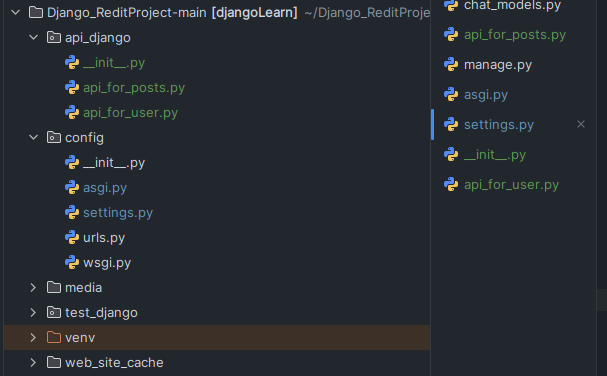 Django_ReditProject-main [djangoLearn] ~/Django_ReditProje
api_django
__init__.py
api_for_posts.py
api_for_user.py
config
__init__.py
asgi.py
settings.py
urls.py
wsgi.py
media
test_django
venv
web_site_cache
chat_models.py
api_for_posts.py
manage.py
asgi.py
settings.py
__init__.py
api_for_user.py